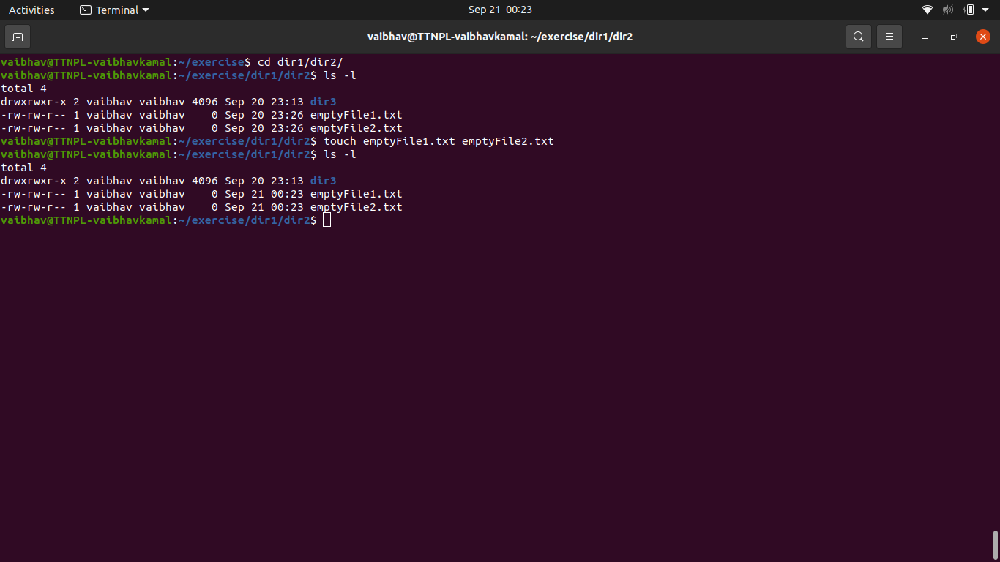 Activities Terminal Sep 21 00:23
vaibhav@TTNPL-vaibhavkamal: ~/exercise/dir1/dir2
vaibhav@TTNPL-vaibhavkamal:~/exercise$ cd dir1/dir2/
vaibhav@TTNPL-vaibhavkamal:~/exercise/dir1/dir2$ ls -l
total 4
drwxrwxr-x 2 vaibhav vaibhav 4096 Sep 20 23:13 dir3
-rw-rw-r-- 1 vaibhav vaibhav    0 Sep 20 23:26 emptyFile1.txt
-rw-rw-r-- 1 vaibhav vaibhav    0 Sep 20 23:26 emptyFile2.txt
vaibhav@TTNPL-vaibhavkamal:~/exercise/dir1/dir2$ touch emptyFile1.txt emptyFile2.txt
vaibhav@TTNPL-vaibhavkamal:~/exercise/dir1/dir2$ ls -l
total 4
drwxrwxr-x 2 vaibhav vaibhav 4096 Sep 20 23:13 dir3
-rw-rw-r-- 1 vaibhav vaibhav    0 Sep 21 00:23 emptyFile1.txt
-rw-rw-r-- 1 vaibhav vaibhav    0 Sep 21 00:23 emptyFile2.txt
vaibhav@TTNPL-vaibhavkamal:~/exercise/dir1/dir2$